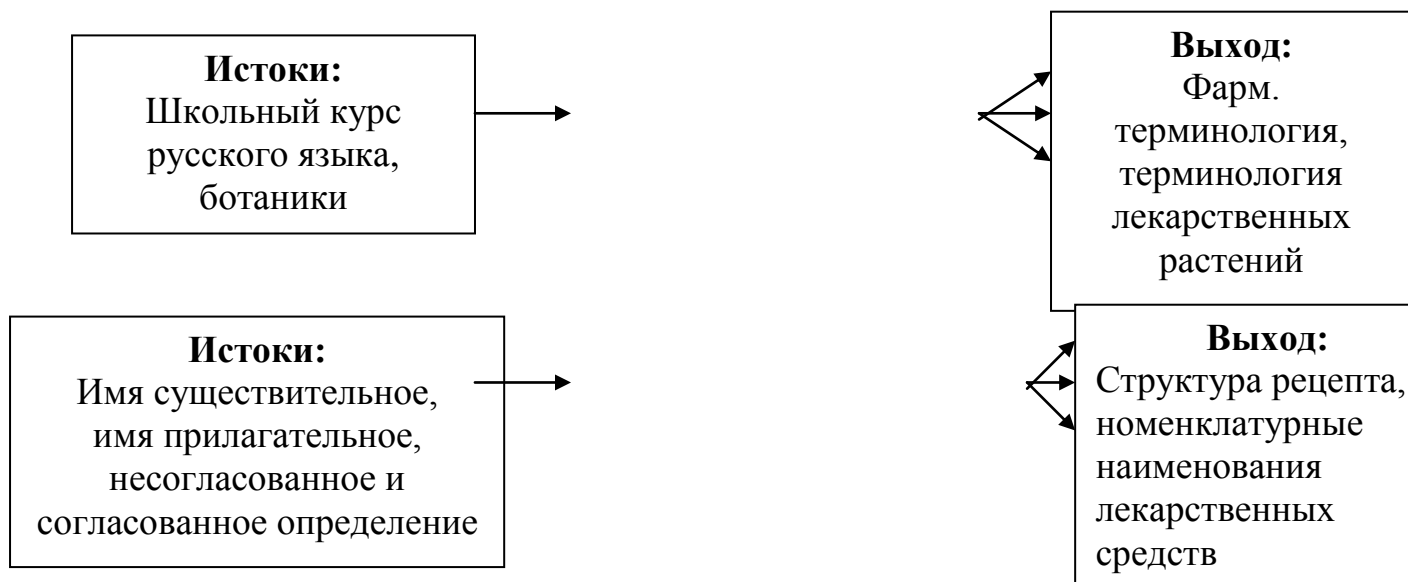 Истоки:
Школьный курс
русского языка,
ботаники
Выход:
Фарм.
терминология,
терминология
лекарственных
растений
Истоки:
Имя существительное,
имя прилагательное,
несогласованное и
согласованное определение
Выход:
Структура рецепта,
номенклатурные
наименования
лекарственных
средств